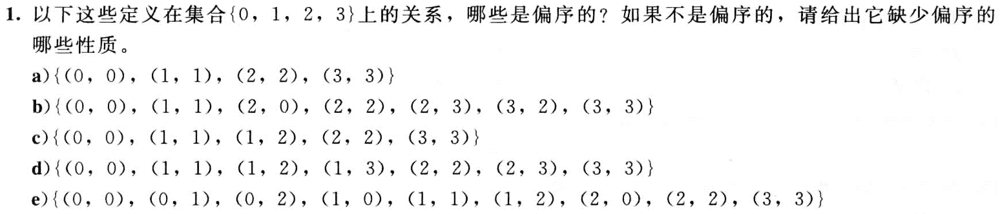 1. 以下这些定义在集合{0，1，2，3}上的关系，哪些是偏序的？如果不是偏序的，请给出它缺少偏序的
哪些性质。
a){(0，0)，(1，1)，(2，2)，(3，3)}
b){(0，0)，(1，1)，(2，0)，(2，2)，(2，3)，(3，2)，(3，3)}
c){(0，0)，(1，1)，(1，2)，(2，2)，(3，3)}
d){(0，0)，(1，1)，(1，2)，(1，3)，(2，2)，(2，3)，(3，3)}
e){(0，0)，(0，1)，(0，2)，(1，0)，(1，1)，(1，2)，(2，0)，(2，2)，(3，3)}